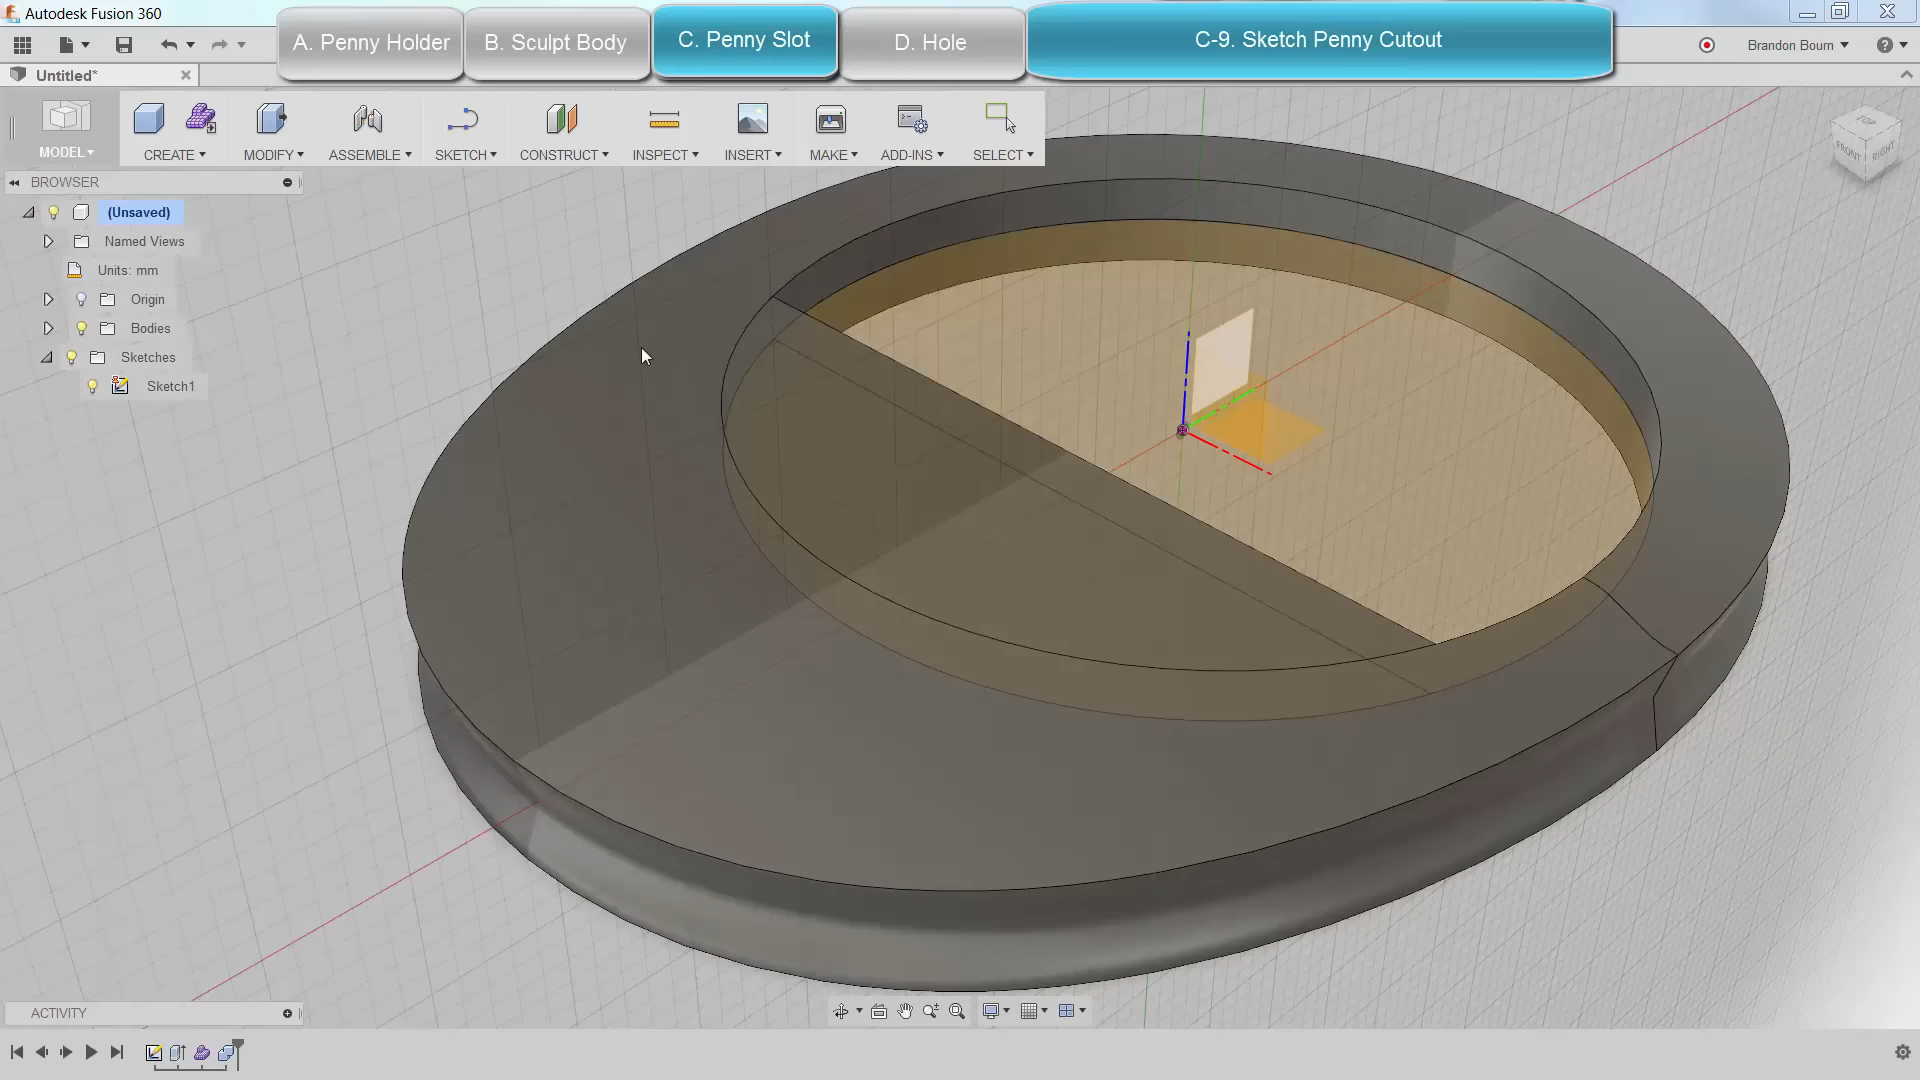 Autodesk Fusion 360
A. Penny Holder
B. Sculpt Body
C. Penny Slot
D. Hole
C-9. Sketch Penny Cutout
Brandon Bourn
Untitled*
MODEL
CREATE
MODIFY
ASSEMBLE
SKETCH
CONSTRUCT
INSPECT
INSERT
MAKE
ADD-INS
SELECT
TOP
FRONT
RIGHT
BROWSER
(Unsaved)
Named Views
Units: mm
Origin
Bodies
Sketches
Sketch1
ACTIVITY